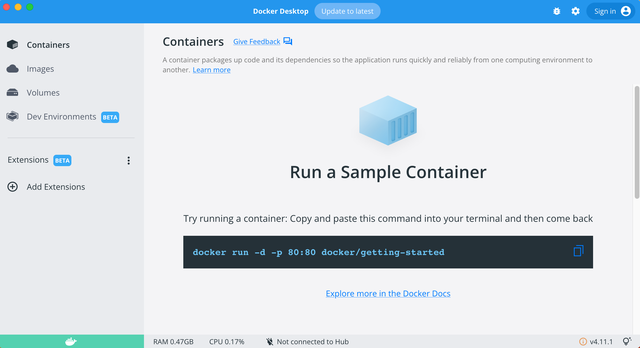 Docker Desktop Update to latest Sign in
Containers
Images
Volumes
Dev Environments BETA
Extensions BETA
Add Extensions
Containers Give Feedback
A container packages up code and its dependencies so the application runs quickly and reliably from one computing environment to
another. Learn more
Run a Sample Container
Try running a container: Copy and paste this command into your terminal and then come back
docker run -d -p 80:80 docker/getting-started
Explore more in the Docker Docs
RAM 0.47GB CPU 0.17% Not connected to Hub v4.11.1